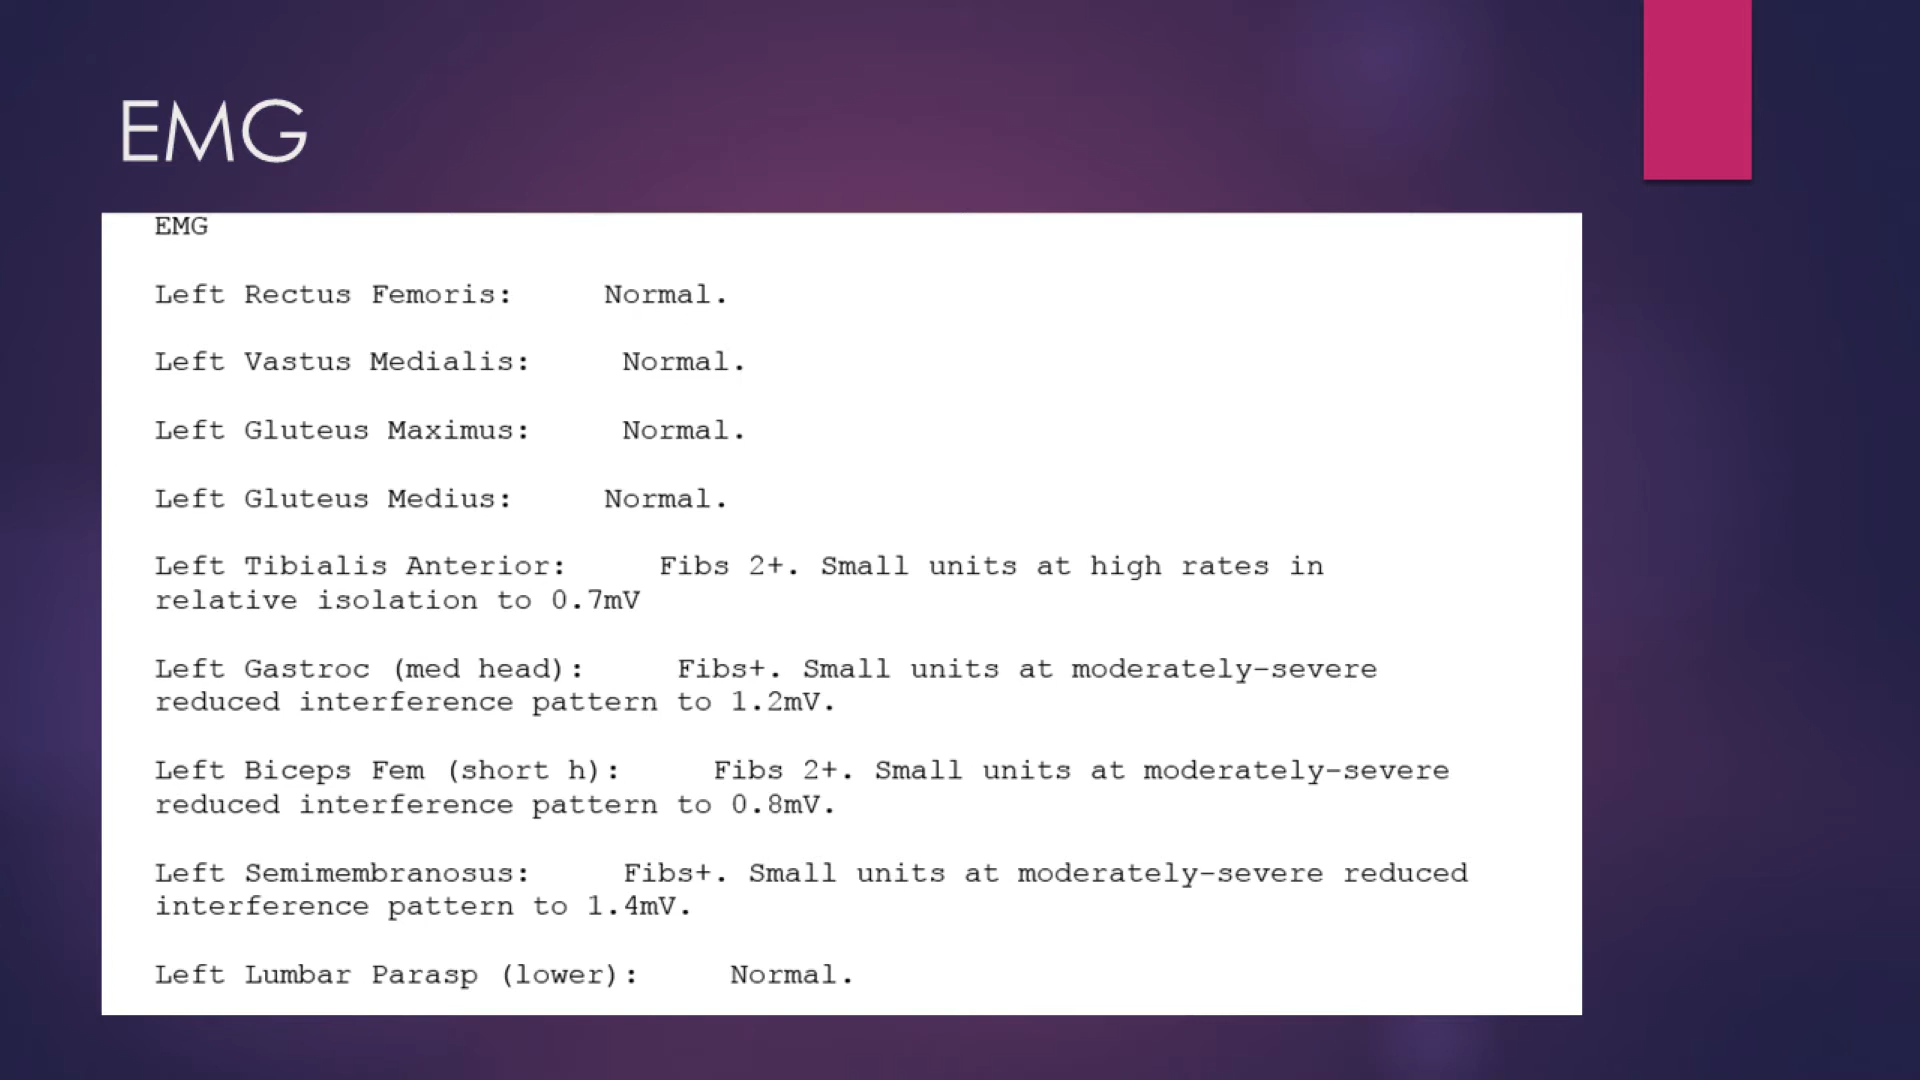 EMG
EMG
Left Rectus Femoris: Normal.
Left Vastus Medialis: Normal.
Left Gluteus Maximus: Normal.
Left Gluteus Medius: Normal.
Left Tibialis Anterior: Fibs 2+. Small units at high rates in
relative isolation to 0.7mV
Left Gastroc (med head): Fibs+. Small units at moderately-severe
reduced interference pattern to 1.2mV.
Left Biceps Fem (short h): Fibs 2+. Small units at moderately-severe
reduced interference pattern to 0.8mV.
Left Semimembranosus: Fibs+. Small units at moderately-severe reduced
interference pattern to 1.4mV.
Left Lumbar Parasp (lower): Normal.